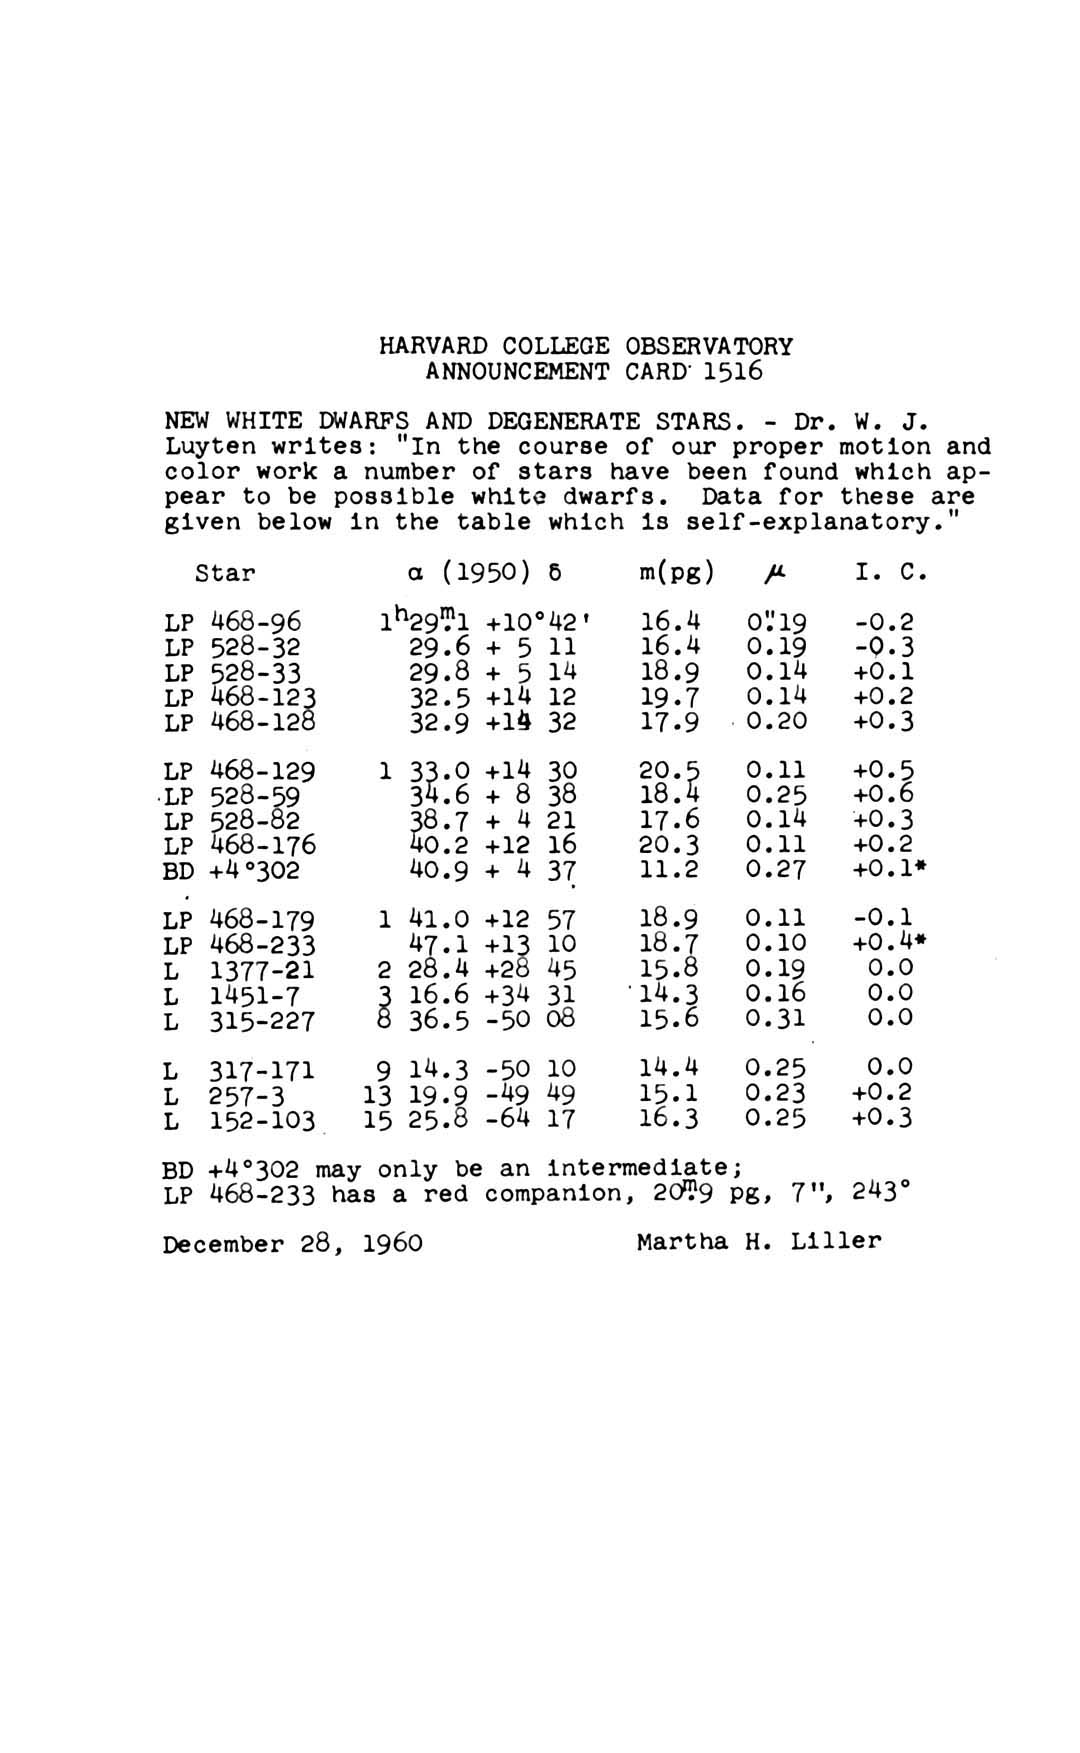 HARVARD COLLEGE OBSERVATORY
ANNOUNCEMENT CARD 1516
NEW WHITE DWARFS AND DEGENERATE STARS. - Dr. W. J.
Luyten writes: "In the course of our proper motion and
color work a number of stars have been found which ap-
pear to be possible white dwarfs. Data for these are
given below in the table which is self-explanatory."
Star α (1950) δ m(pg) μ I. C.
LP 468-96 1ʰ29ᵐ.1 +10°42' 16.4 0".19 -0.2
LP 528-32 29.6 + 5 11 16.4 0.19 -0.3
LP 528-33 29.8 + 5 14 18.9 0.14 +0.1
LP 468-123 32.5 +14 12 19.7 0.14 +0.2
LP 468-128 32.9 +14 32 17.9 0.20 +0.3
LP 468-129 1 33.0 +14 30 20.5 0.11 +0.5
LP 528-59 34.6 + 8 38 18.4 0.25 +0.6
LP 528-82 38.7 + 4 21 17.6 0.14 +0.3
LP 468-176 40.2 +12 16 20.3 0.11 +0.2
BD +4°302 40.9 + 4 37 11.2 0.27 +0.1*
LP 468-179 1 41.0 +12 57 18.9 0.11 -0.1
LP 468-233 47.1 +13 10 18.7 0.10 +0.4*
L 1377-21 2 28.4 +28 45 15.8 0.19 0.0
L 1451-7 3 16.6 +34 31 14.3 0.16 0.0
L 315-227 8 36.5 -50 08 15.6 0.31 0.0
L 317-171 9 14.3 -50 10 14.4 0.25 0.0
L 257-3 13 19.9 -49 49 15.1 0.23 +0.2
L 152-103 15 25.8 -64 17 16.3 0.25 +0.3
BD +4°302 may only be an intermediate;
LP 468-233 has a red companion, 20ᵐ.9 pg, 7", 243°
December 28, 1960 Martha H. Liller